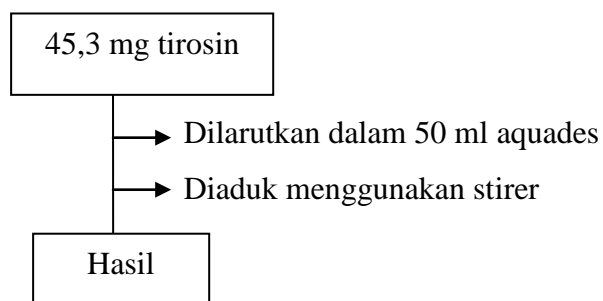 45,3 mg tirosin
Dilarutkan dalam 50 ml aquades
Diaduk menggunakan stirer
Hasil